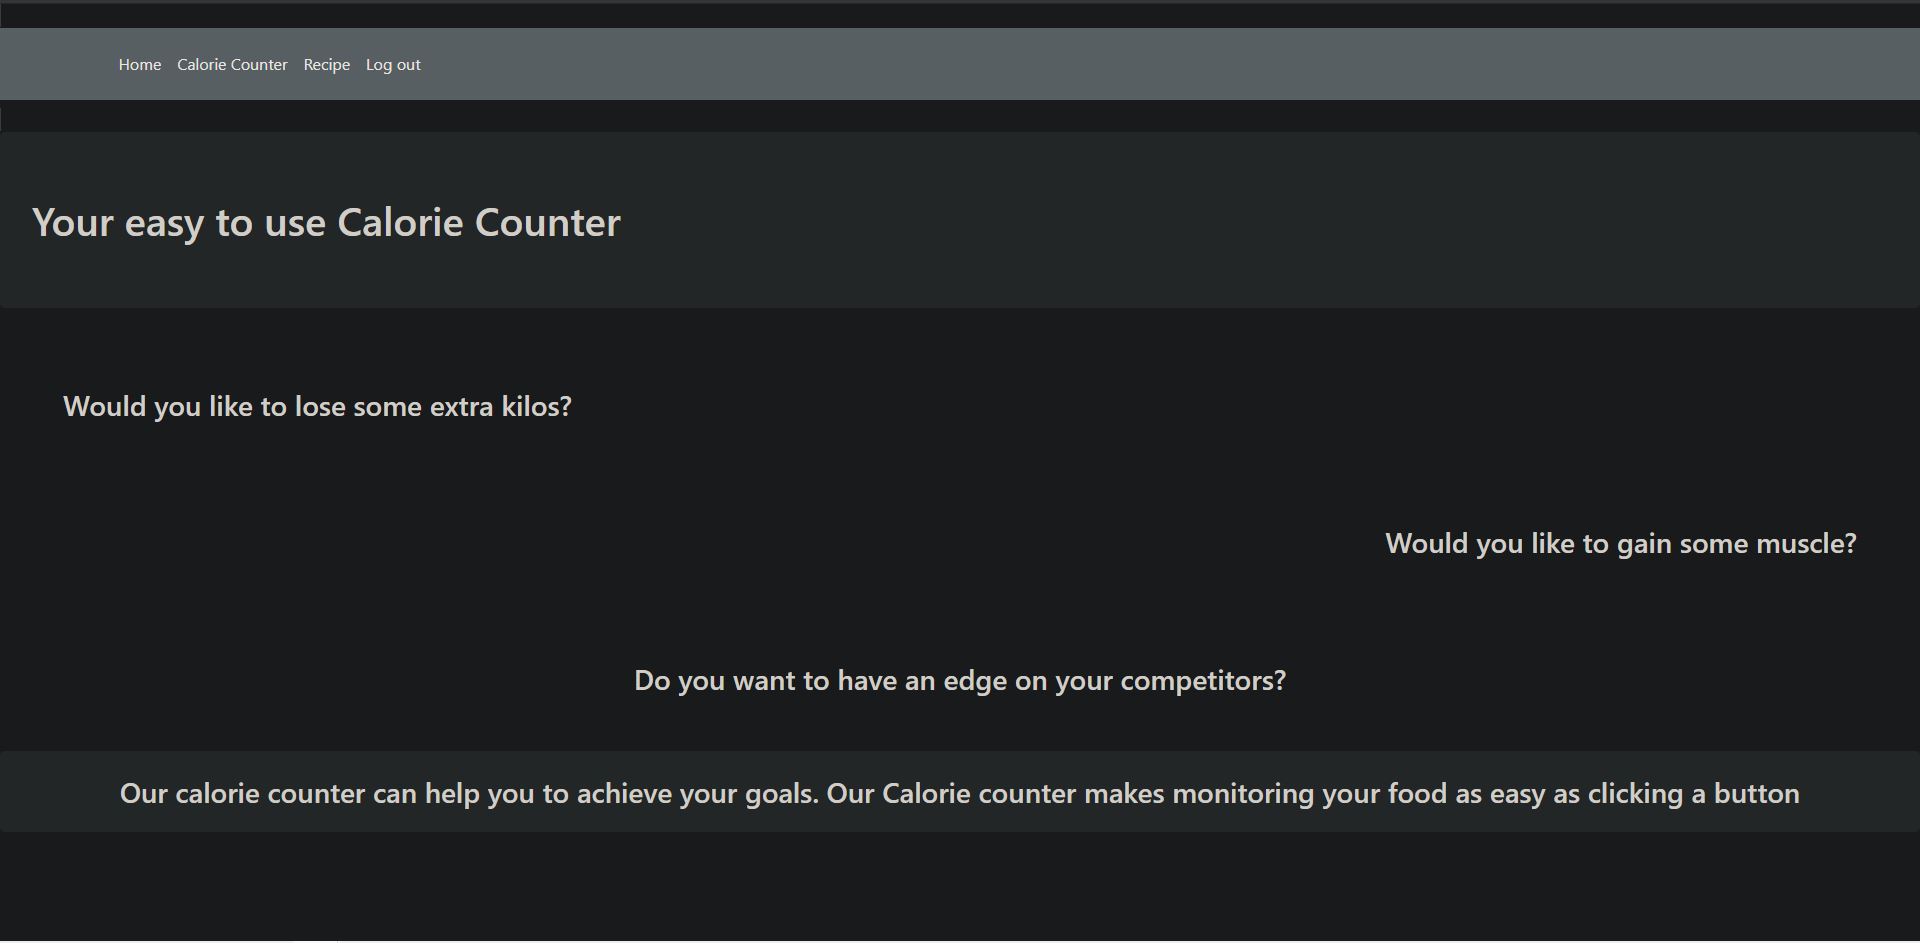 Home Calorie Counter Recipe Log out
Your easy to use Calorie Counter
Would you like to lose some extra kilos?
Would you like to gain some muscle?
Do you want to have an edge on your competitors?
Our calorie counter can help you to achieve your goals. Our Calorie counter makes monitoring your food as easy as clicking a button